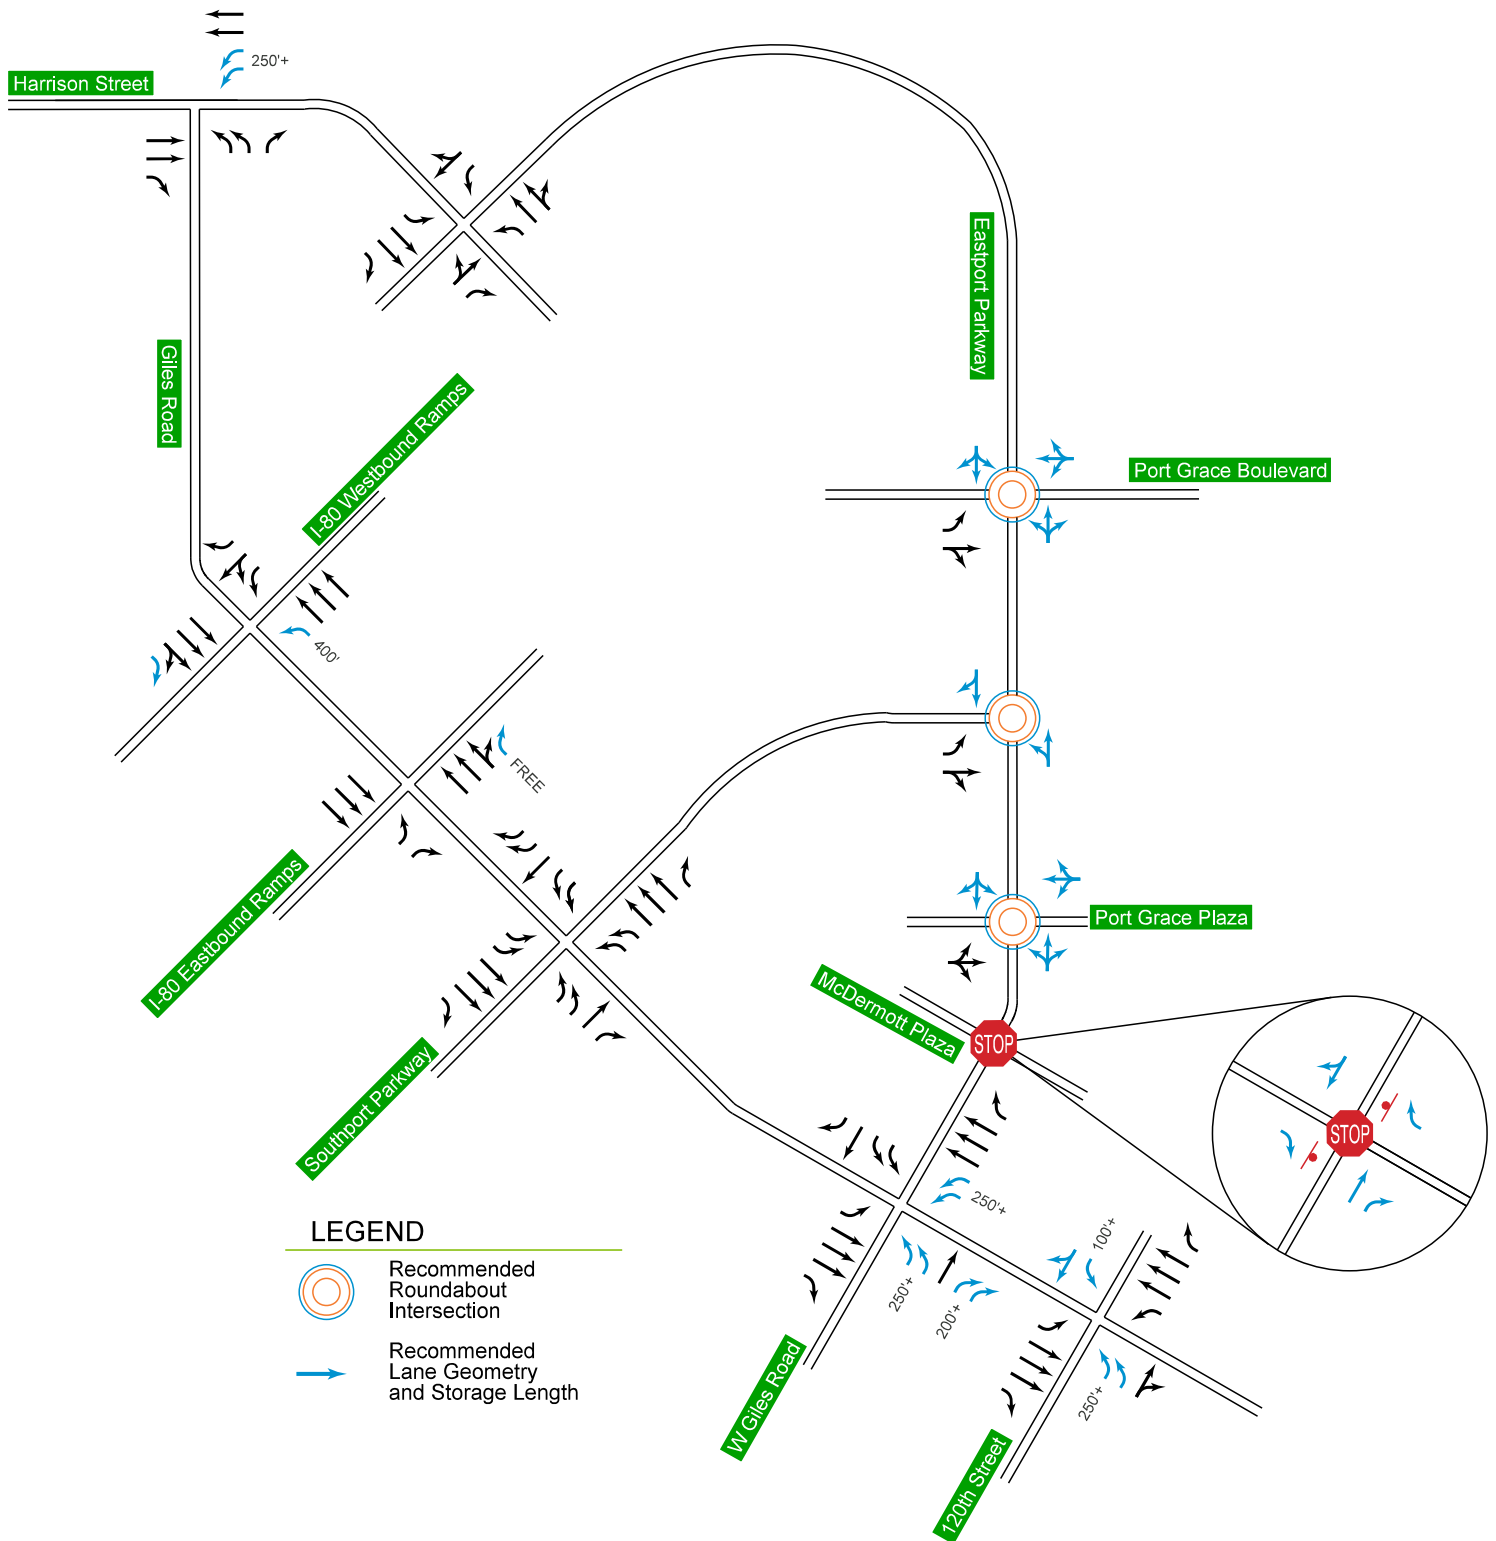 250'+
Harrison Street
Eastport Parkway
Giles Road
I-80 Westbound Ramps
Port Grace Boulevard
400'
FREE
I-80 Eastbound Ramps
Port Grace Plaza
McDermott Plaza
STOP
STOP
Southport Parkway
250'+
100'+
250'+
200'+
250'+
W Giles Road
120th Street
LEGEND
Recommended
Roundabout
Intersection
Recommended
Lane Geometry
and Storage Length